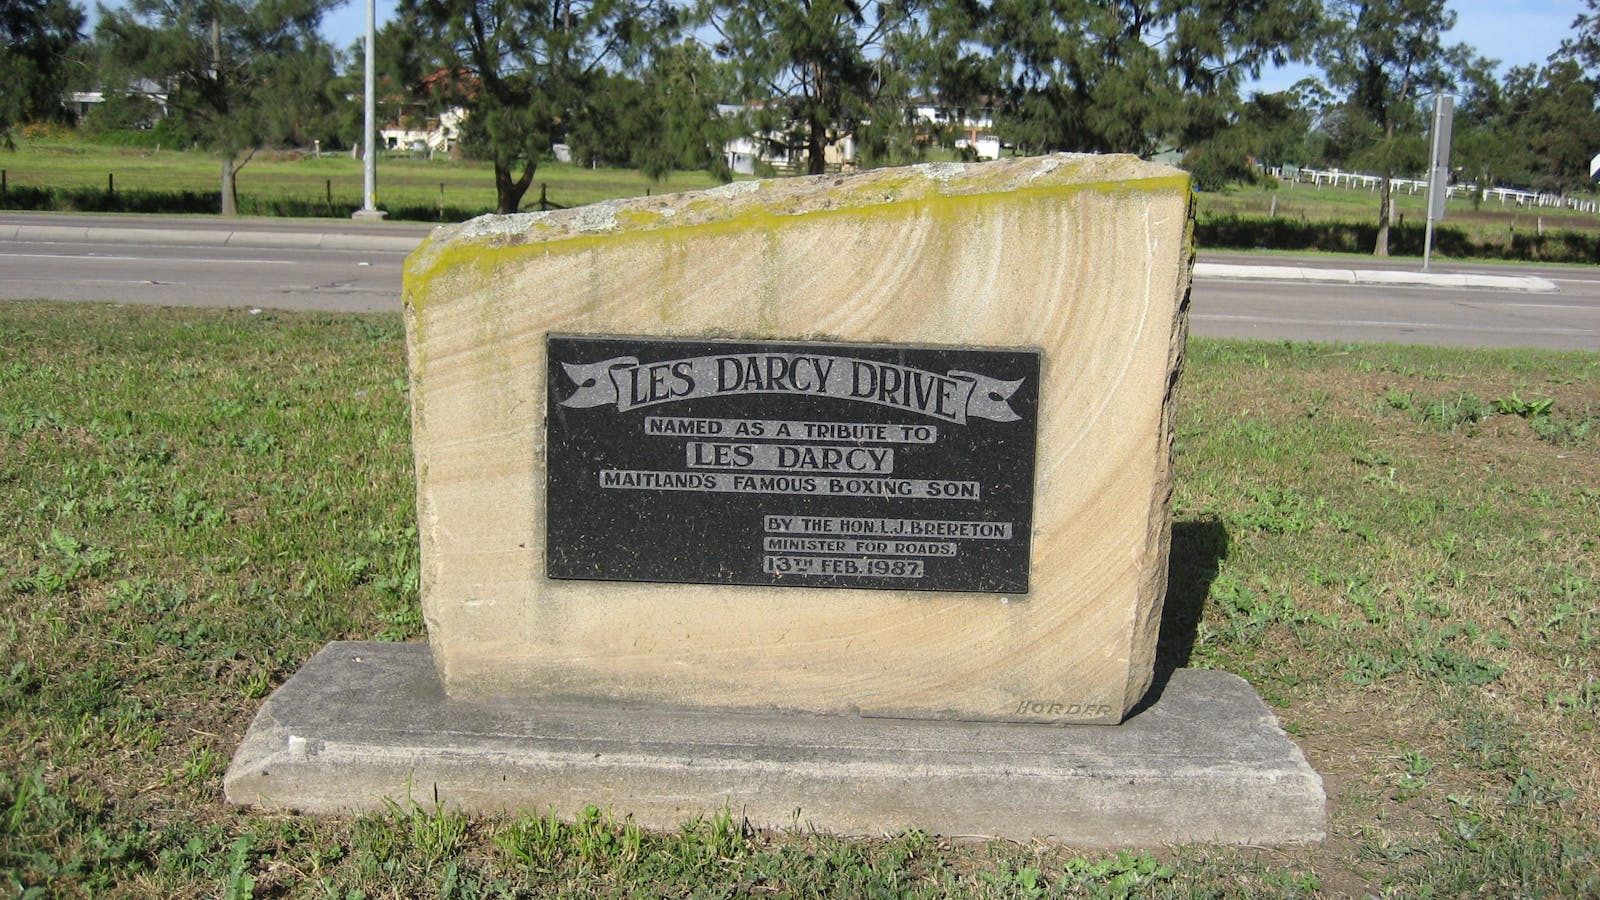 LES DARCY DRIVE
NAMED AS A TRIBUTE TO
LES DARCY
MAITLAND'S FAMOUS BOXING SON.
BY THE HON. L.J. BRERETON
MINISTER FOR ROADS.
13TH FEB. 1987.
HORDER